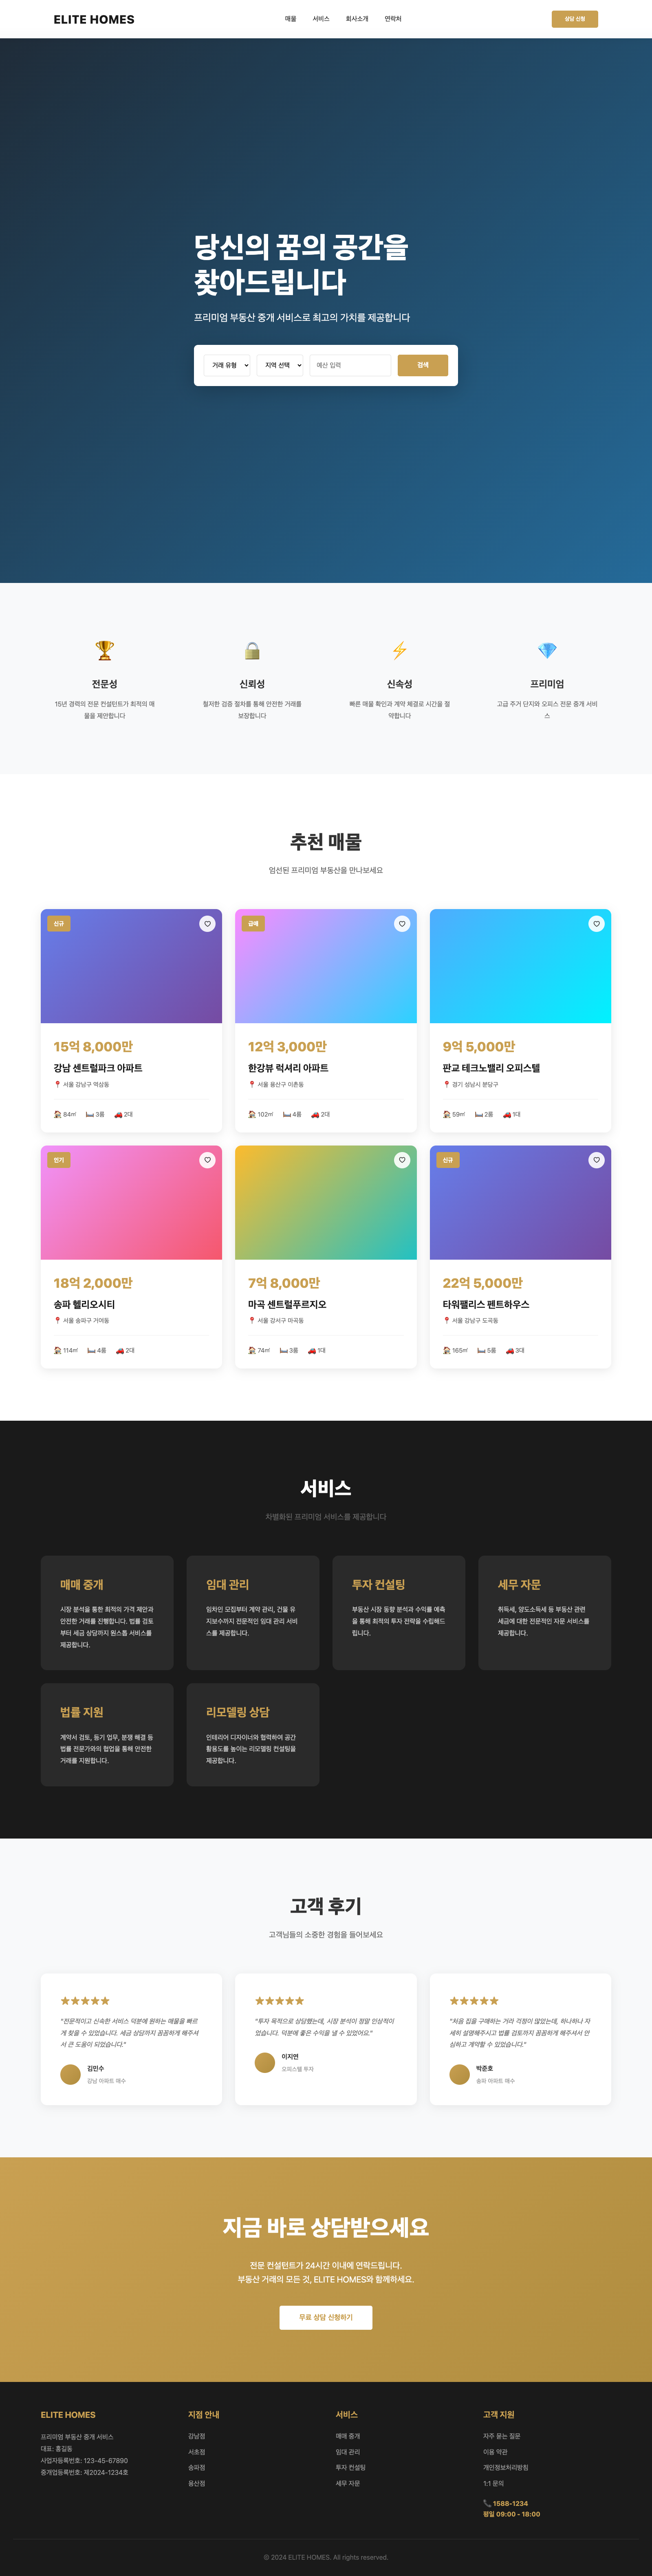 ELITE HOMES
매물 서비스 회사소개 연락처
상담 신청
당신의 꿈의 공간을
찾아드립니다
프리미엄 부동산 중개 서비스로 최고의 가치를 제공합니다
거래 유형 지역 선택 예산 입력 검색
전문성
15년 경력의 전문 컨설턴트가 최적의 매
물을 제안합니다
신뢰성
철저한 검증 절차를 통해 안전한 거래를
보장합니다
신속성
빠른 매물 확인과 계약 체결로 시간을 절
약합니다
프리미엄
고급 주거 단지와 오피스 전문 중개 서비
스
추천 매물
엄선된 프리미엄 부동산을 만나보세요
신규
15억 8,000만
강남 센트럴파크 아파트
서울 강남구 역삼동
84㎡ 3룸 2대
급매
12억 3,000만
한강뷰 럭셔리 아파트
서울 용산구 이촌동
102㎡ 4룸 2대
9억 5,000만
판교 테크노밸리 오피스텔
경기 성남시 분당구
59㎡ 2룸 1대
인기
18억 2,000만
송파 헬리오시티
서울 송파구 가락동
114㎡ 4룸 2대
7억 8,000만
마곡 센트럴푸르지오
서울 강서구 마곡동
74㎡ 3룸 1대
신규
22억 5,000만
타워팰리스 펜트하우스
서울 강남구 도곡동
165㎡ 5룸 3대
서비스
차별화된 프리미엄 서비스를 제공합니다
매매 중개
시장 분석을 통한 최적의 가격 제안과
안전한 거래를 진행합니다. 법률 검토
부터 세금 상담까지 원스톱 서비스를
제공합니다.
임대 관리
임차인 모집부터 계약 관리, 건물 유
지보수까지 전문적인 임대 관리 서비
스를 제공합니다.
투자 컨설팅
부동산 시장 동향 분석과 수익률 예측
을 통해 최적의 투자 전략을 수립해드
립니다.
세무 자문
취득세, 양도소득세 등 부동산 관련
세금에 대한 전문적인 자문 서비스를
제공합니다.
법률 지원
계약서 검토, 등기 업무, 분쟁 해결 등
법률 전문가와의 협업을 통해 안전한
거래를 지원합니다.
리모델링 상담
인테리어 디자이너와 협력하여 공간
활용도를 높이는 리모델링 컨설팅을
제공합니다.
고객 후기
고객님들의 소중한 경험을 들어보세요
★★★★★
"전문적이고 신속한 서비스 덕분에 원하는 매물을 빠르
게 찾을 수 있었습니다. 세금 상담까지 꼼꼼하게 해주셔
서 큰 도움이 되었습니다."
김민수
강남 아파트 매수
★★★★★
"투자 목적으로 상담했는데, 시장 분석이 정말 인상적이
었습니다. 덕분에 좋은 수익을 낼 수 있었어요."
이지연
오피스텔 투자
★★★★★
"처음 집을 구매하는 거라 걱정이 많았는데, 하나하나 자
세히 설명해주시고 법률 검토까지 꼼꼼하게 해주셔서 안
심하고 계약할 수 있었습니다."
박준호
송파 아파트 매수
지금 바로 상담받으세요
전문 컨설턴트가 24시간 이내에 연락드립니다.
부동산 거래의 모든 것, ELITE HOMES와 함께하세요.
무료 상담 신청하기
ELITE HOMES
프리미엄 부동산 중개 서비스
대표: 홍길동
사업자등록번호: 123-45-67890
중개업등록번호: 제2024-1234호
지점 안내
강남점
서초점
송파점
용산점
서비스
매매 중개
임대 관리
투자 컨설팅
세무 자문
고객 지원
자주 묻는 질문
이용 약관
개인정보처리방침
1:1 문의
1588-1234
평일 09:00 - 18:00
© 2024 ELITE HOMES. All rights reserved.